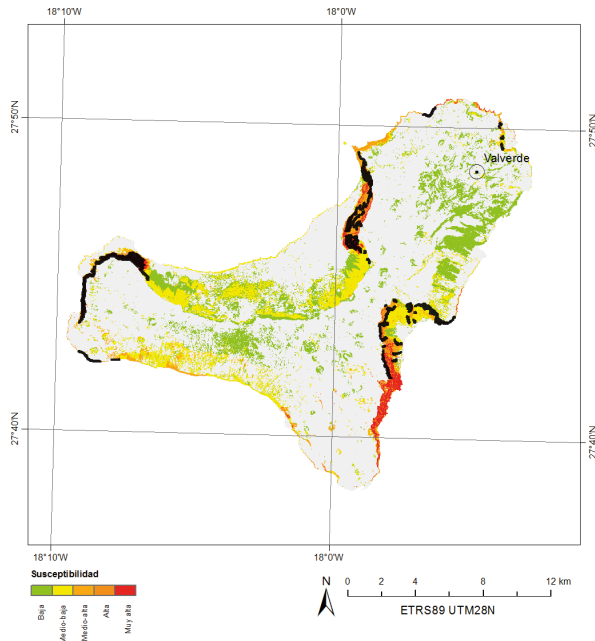 18°10'W 18°0'W
27°50'N 27°50'N
Valverde
27°40'N 27°40'N
18°10'W 18°0'W
Susceptibilidad
Baja
Medio-baja
Medio-alta
Alta
Muy alta
N
0 2 4 8 12 km
ETRS89 UTM28N